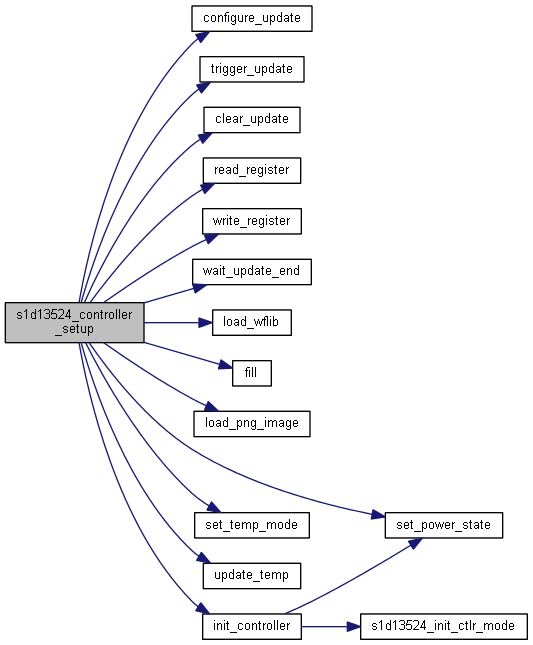 configure_update
trigger_update
clear_update
read_register
write_register
wait_update_end
s1d13524_controller
_setup
load_wflib
fill
load_png_image
set_temp_mode
set_power_state
update_temp
init_controller
s1d13524_init_ctlr_mode